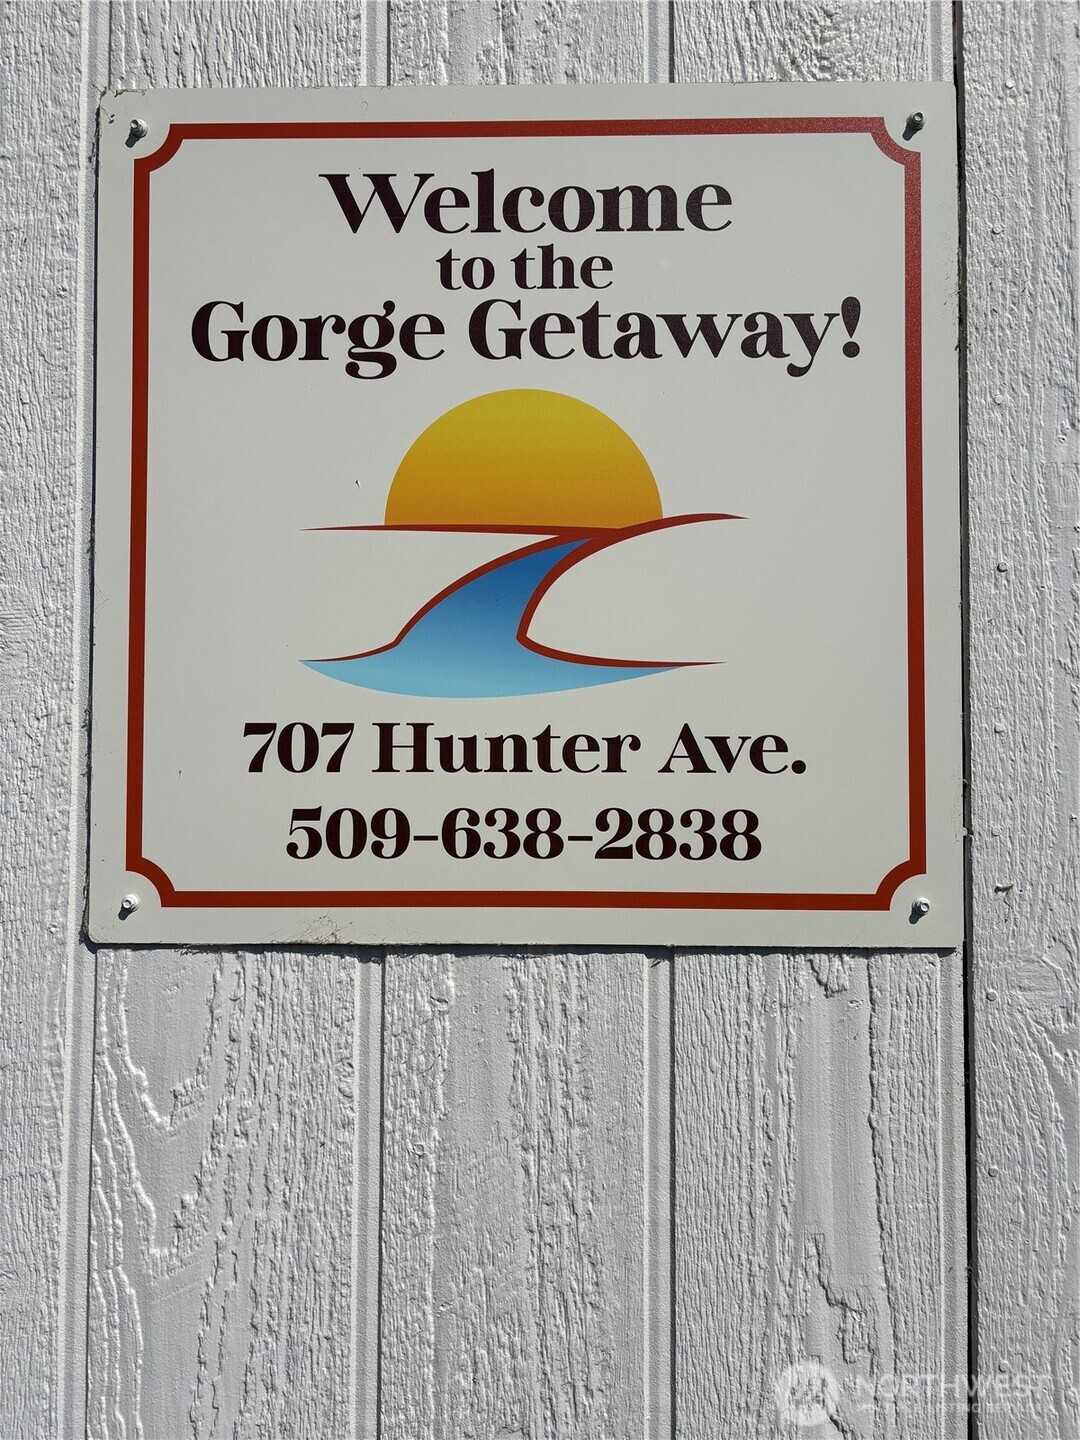 Welcome
to the
Gorge Getaway!
707 Hunter Ave.
509-638-2838
NORTHWEST